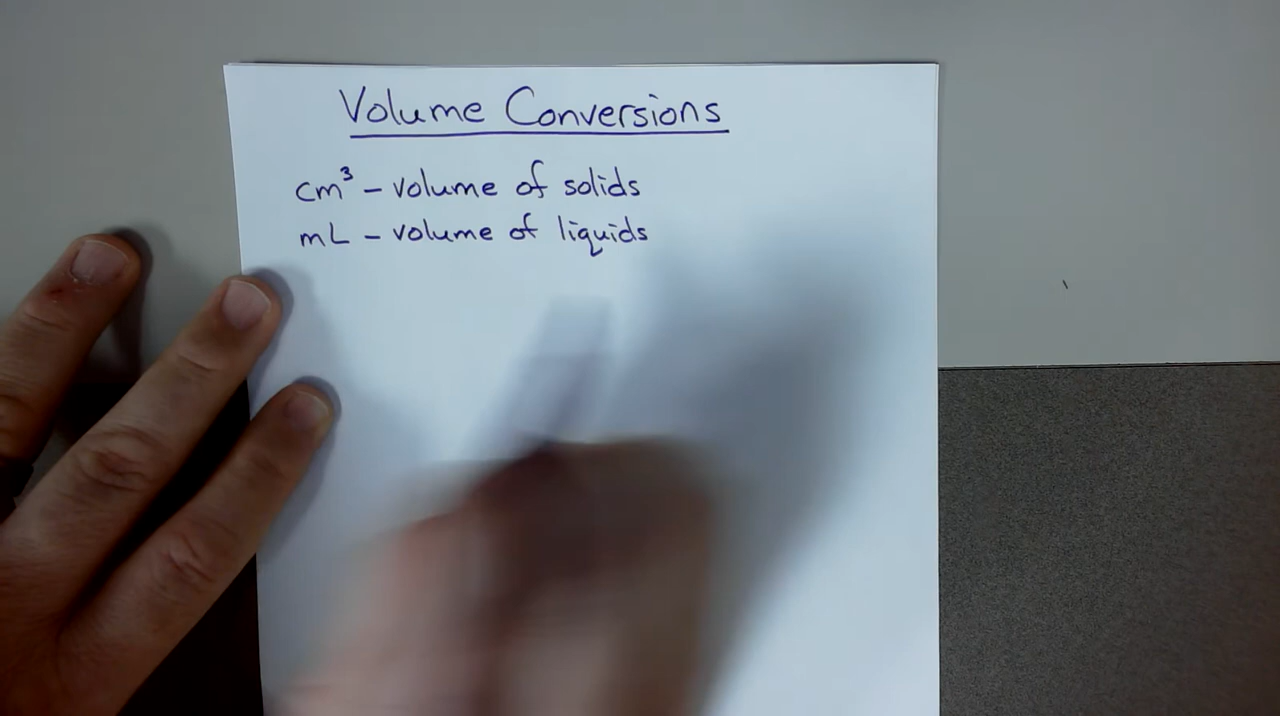 Volume Conversions
cm³ – volume of solids
mL – volume of liquids